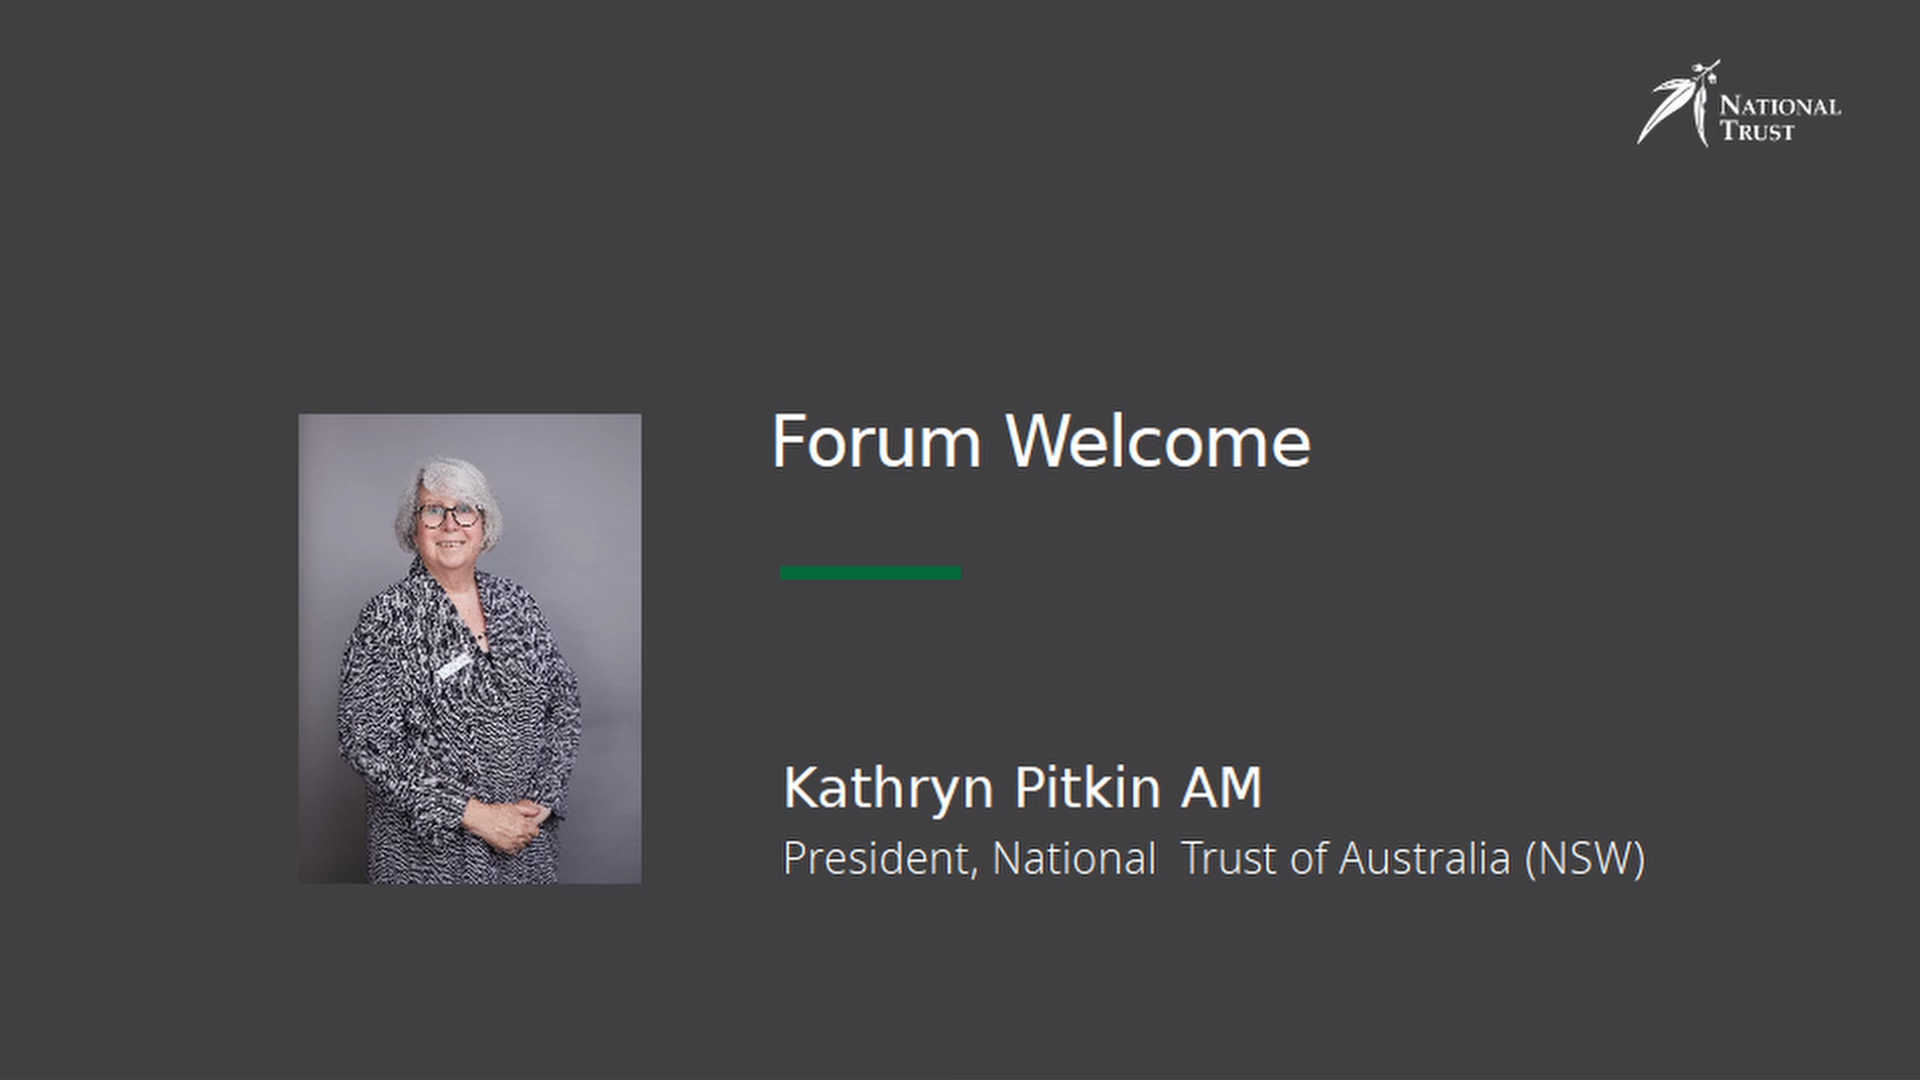 NATIONAL
TRUST
Forum Welcome
Kathryn Pitkin AM
President, National  Trust of Australia (NSW)